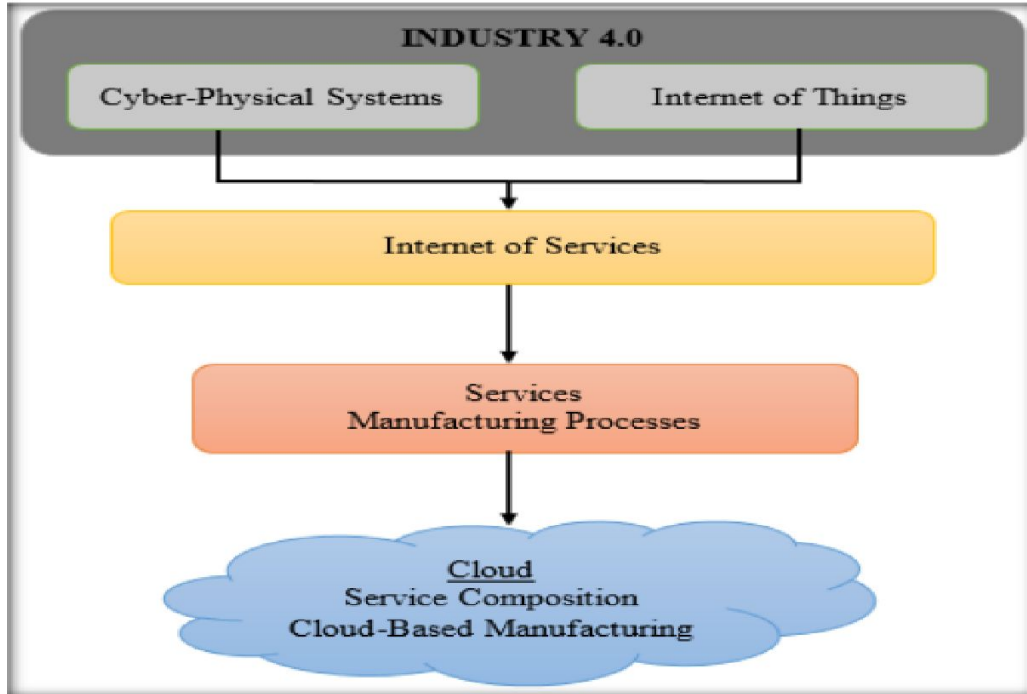 INDUSTRY 4.0
Cyber-Physical Systems
Internet of Things
Internet of Services
Services
Manufacturing Processes
Cloud
Service Composition
Cloud-Based Manufacturing